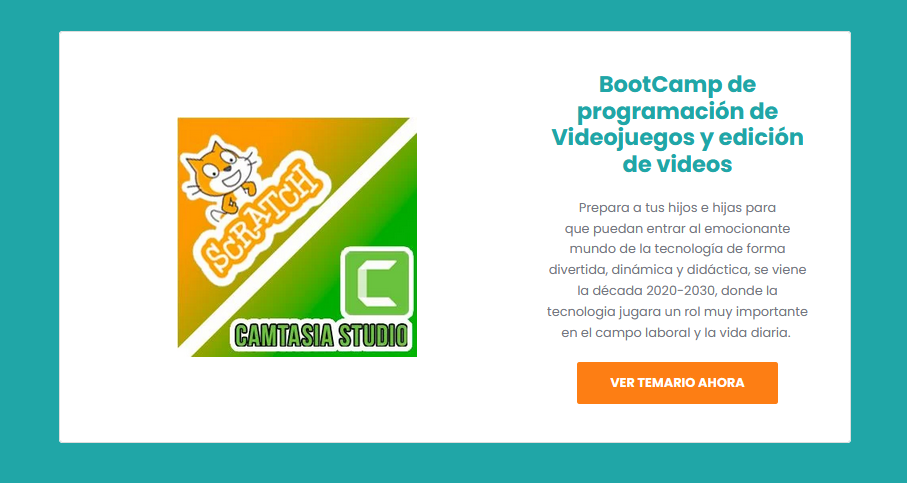 SCRATCH
C
CAMTASIA STUDIO
BootCamp de
programación de
Videojuegos y edición
de videos
Prepara a tus hijos e hijas para
que puedan entrar al emocionante
mundo de la tecnología de forma
divertida, dinámica y didáctica, se viene
la década 2020-2030, donde la
tecnologia jugara un rol muy importante
en el campo laboral y la vida diaria.
VER TEMARIO AHORA